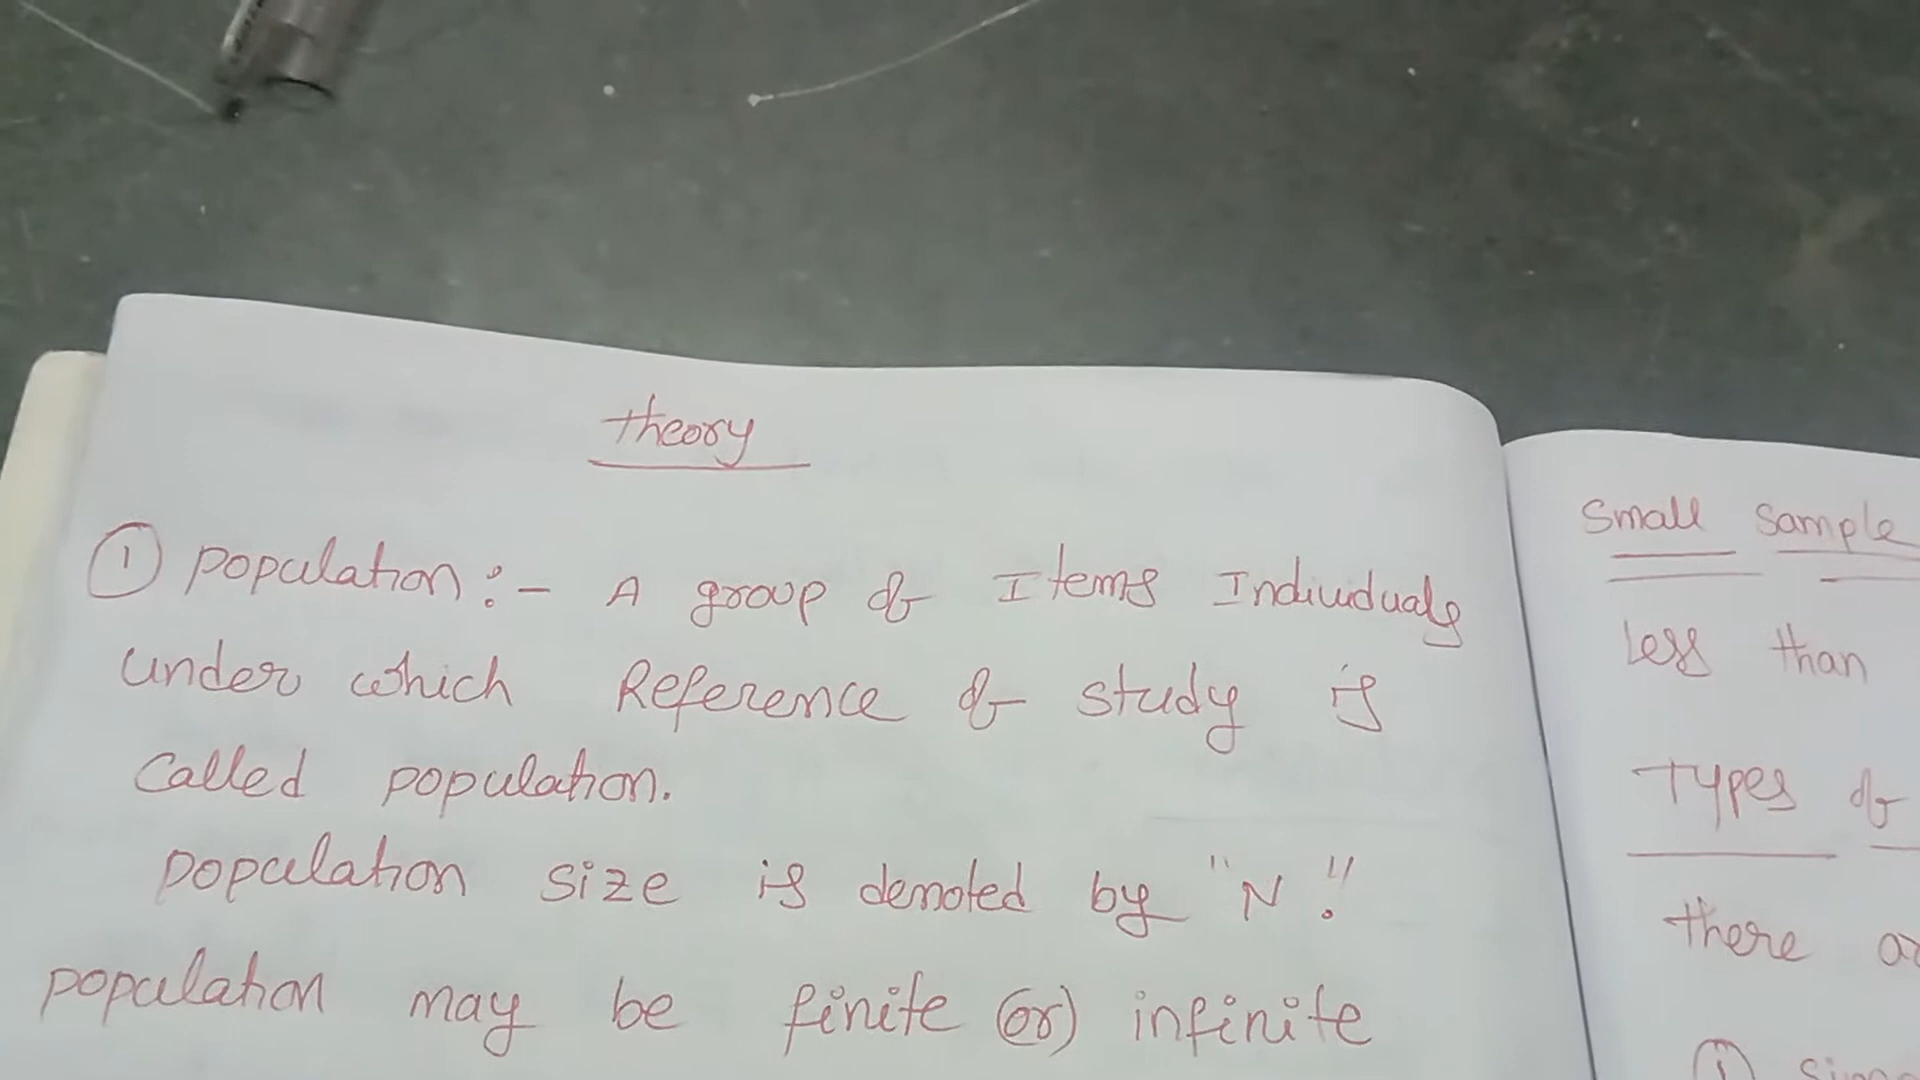 theory
① population :- A group of Items Individuals
under which Reference of study is
called population.
population size is denoted by "N".
population may be finite (or) infinite
Small Sample
Less than
Types of
there
①